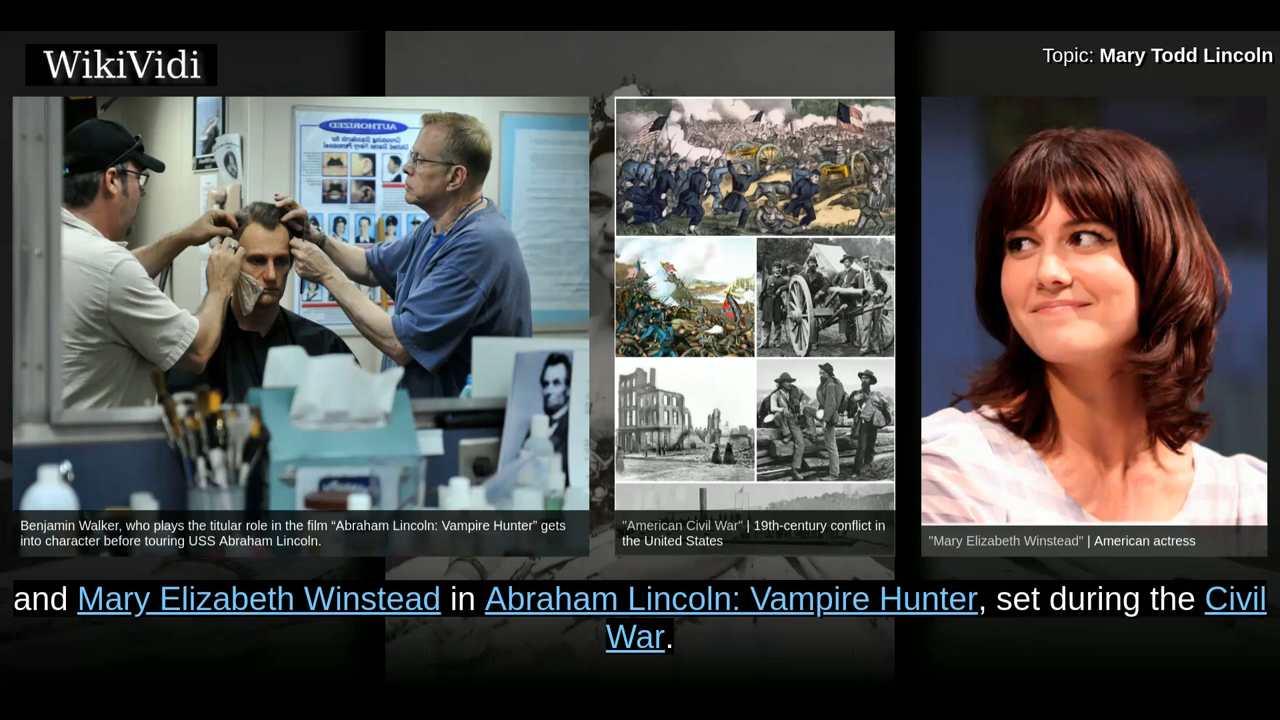 WikiVidi
Topic: Mary Todd Lincoln
AUTHORIZED
Benjamin Walker, who plays the titular role in the film “Abraham Lincoln: Vampire Hunter” gets
into character before touring USS Abraham Lincoln.
"American Civil War" | 19th-century conflict in
the United States
"Mary Elizabeth Winstead" | American actress
and Mary Elizabeth Winstead in Abraham Lincoln: Vampire Hunter, set during the Civil
War.